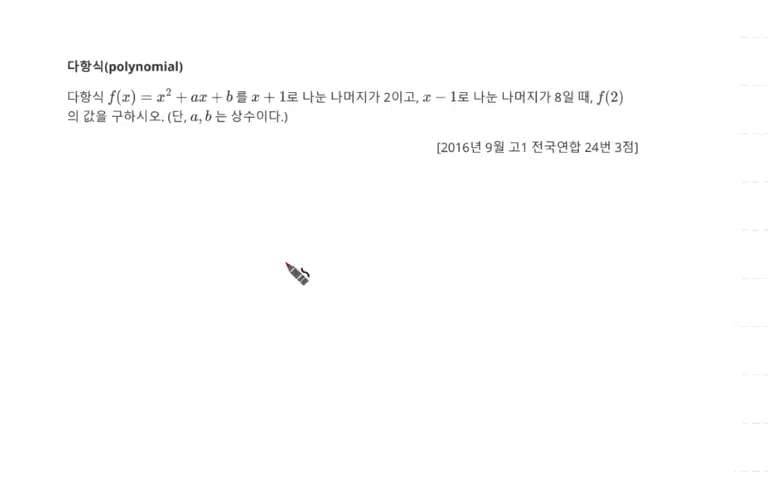 다항식(polynomial)
다항식 f(x) = x² + ax + b 를 x + 1로 나눈 나머지가 2이고, x − 1로 나눈 나머지가 8일 때, f(2)
의 값을 구하시오. (단, a, b 는 상수이다.)
[2016년 9월 고1 전국연합 24번 3점]